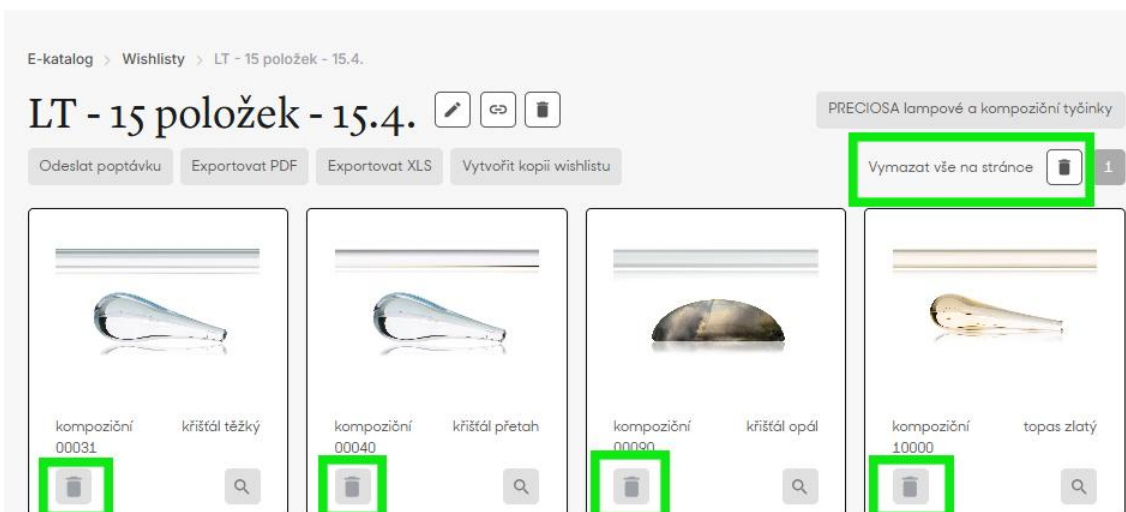 E-katalog > Wishlisty > LT - 15 položek - 15.4.
LT - 15 položek - 15.4.
PRECIOSA lampové a kompoziční tyčinky
Odeslat poptávku Exportovat PDF Exportovat XLS Vytvořit kopii wishlistu Vymazat vše na stránce 1
kompoziční 00031 křišťál těžký
kompoziční 00040 křišťál přetah
kompoziční 00090 křišťál opál
kompoziční 10000 topas zlatý